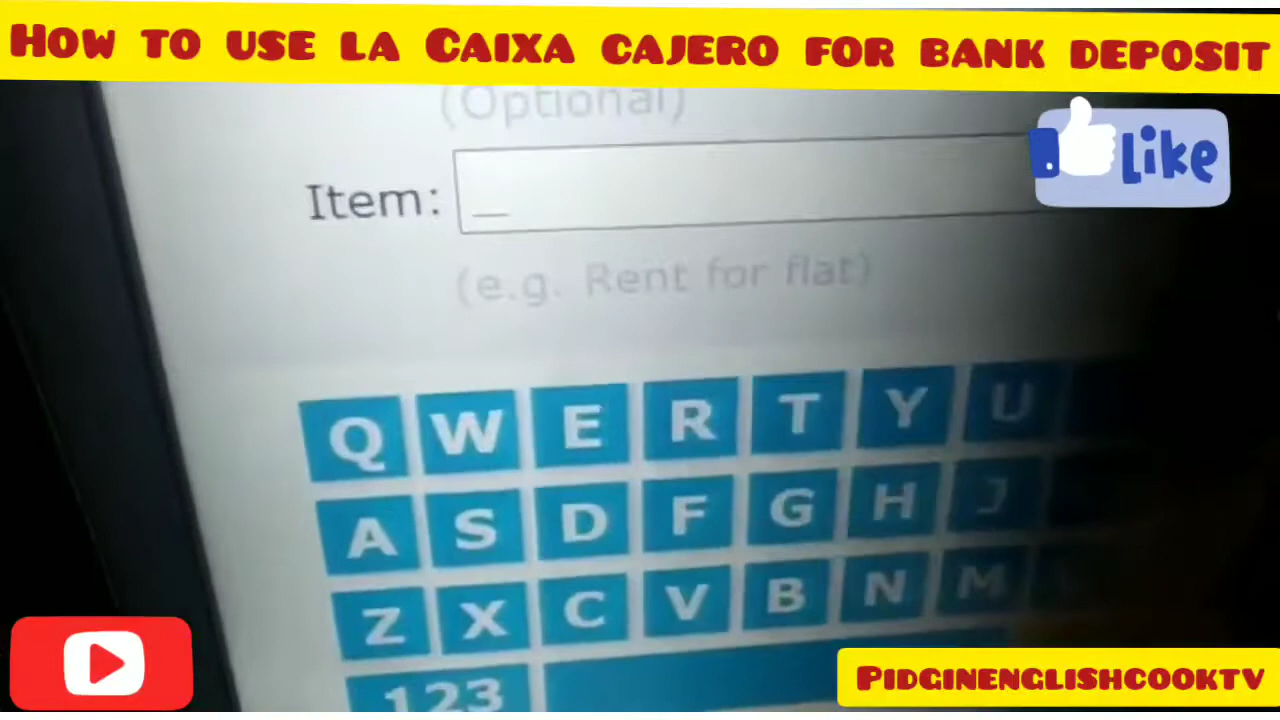 HOW TO USE LA CAIXA CAJERO FOR BANK DEPOSIT
(Optional)
Like
Item: _
(e.g. Rent for flat)
Q W E R T Y U
A S D F G H J
Z X C V B N M
123
PIDGINENGLISHCOOKTV